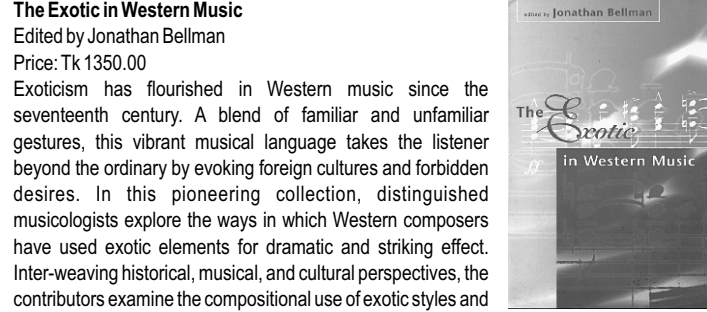 The Exotic in Western Music
Edited by Jonathan Bellman
Price: Tk 1350.00
Exoticism has flourished in Western music since the
seventeenth century. A blend of familiar and unfamiliar
gestures, this vibrant musical language takes the listener
beyond the ordinary by evoking foreign cultures and forbidden
desires. In this pioneering collection, distinguished
musicologists explore the ways in which Western composers
have used exotic elements for dramatic and striking effect.
Inter-weaving historical, musical, and cultural perspectives, the
contributors examine the compositional use of exotic styles and
edited by Jonathan Bellman
The Exotic
ff
in Western Music